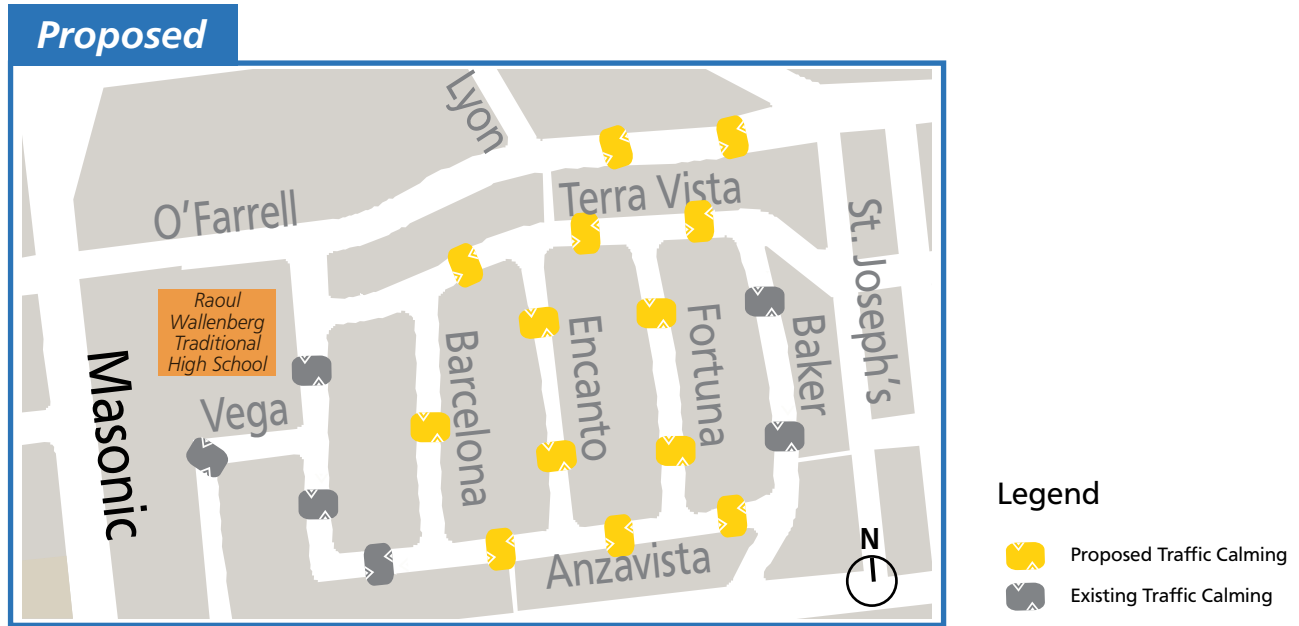 Proposed
Lyon
O'Farrell
Terra Vista
St. Joseph's
Raoul
Wallenberg
Traditional
High School
Masonic
Vega
Barcelona
Encanto
Fortuna
Baker
Anzavista
N
Legend
Proposed Traffic Calming
Existing Traffic Calming